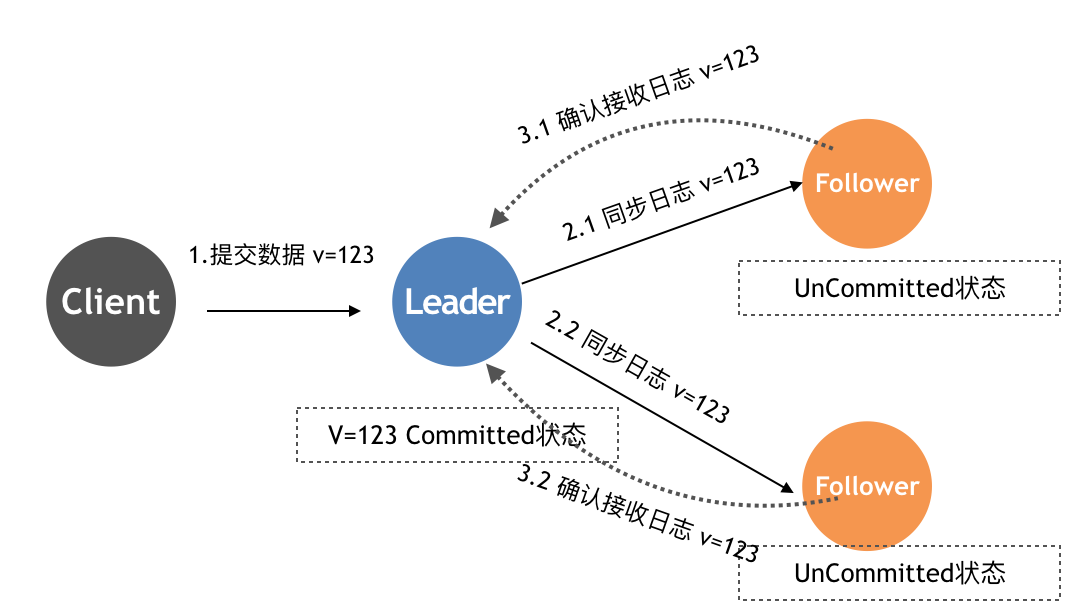 3.1 确认接收日志 v=123
Follower
2.1 同步日志 v=123
1.提交数据 v=123
Client
Leader
UnCommitted状态
2.2 同步日志 v=123
V=123 Committed状态
3.2 确认接收日志 v=123
Follower
UnCommitted状态